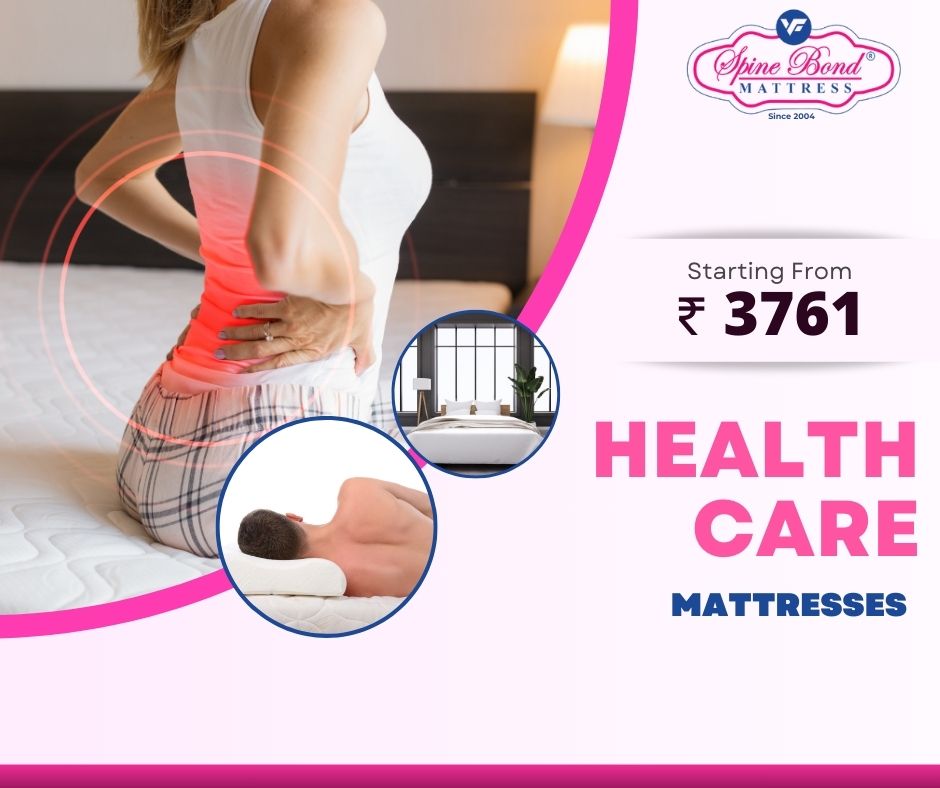 VF
Spine Bond®
MATTRESS
Since 2004
Starting From
₹ 3761
HEALTH
CARE
MATTRESSES